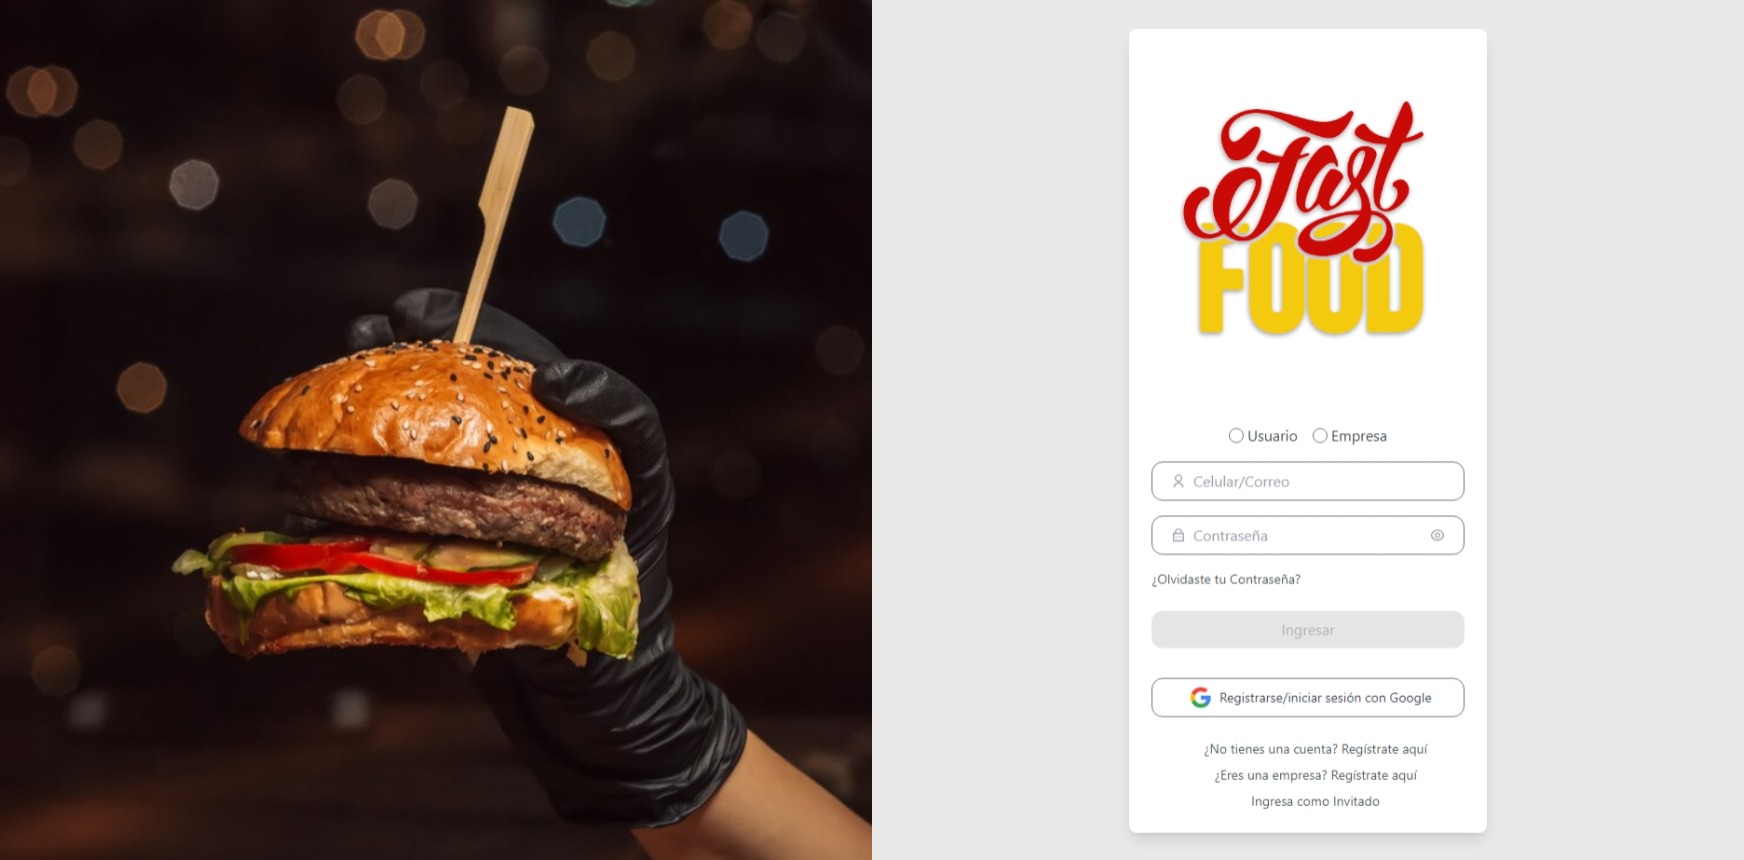 Fast
FOOD
Usuario Empresa
Celular/Correo
Contraseña
¿Olvidaste tu Contraseña?
Ingresar
Registrarse/iniciar sesión con Google
¿No tienes una cuenta? Regístrate aquí
¿Eres una empresa? Regístrate aquí
Ingresa como Invitado